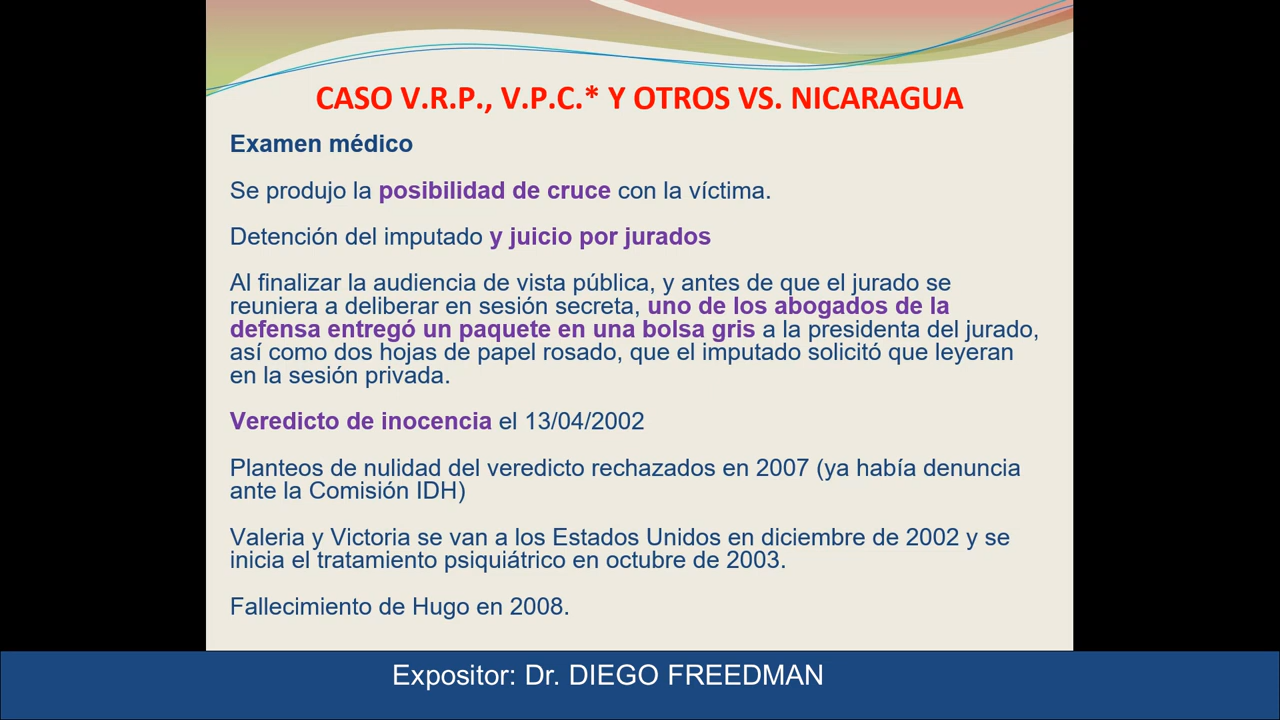 CASO V.R.P., V.P.C.* Y OTROS VS. NICARAGUA
Examen médico
Se produjo la posibilidad de cruce con la víctima.
Detención del imputado y juicio por jurados
Al finalizar la audiencia de vista pública, y antes de que el jurado se
reuniera a deliberar en sesión secreta, uno de los abogados de la
defensa entregó un paquete en una bolsa gris a la presidenta del jurado,
así como dos hojas de papel rosado, que el imputado solicitó que leyeran
en la sesión privada.
Veredicto de inocencia el 13/04/2002
Planteos de nulidad del veredicto rechazados en 2007 (ya había denuncia
ante la Comisión IDH)
Valeria y Victoria se van a los Estados Unidos en diciembre de 2002 y se
inicia el tratamiento psiquiátrico en octubre de 2003.
Fallecimiento de Hugo en 2008.
Expositor: Dr. DIEGO FREEDMAN